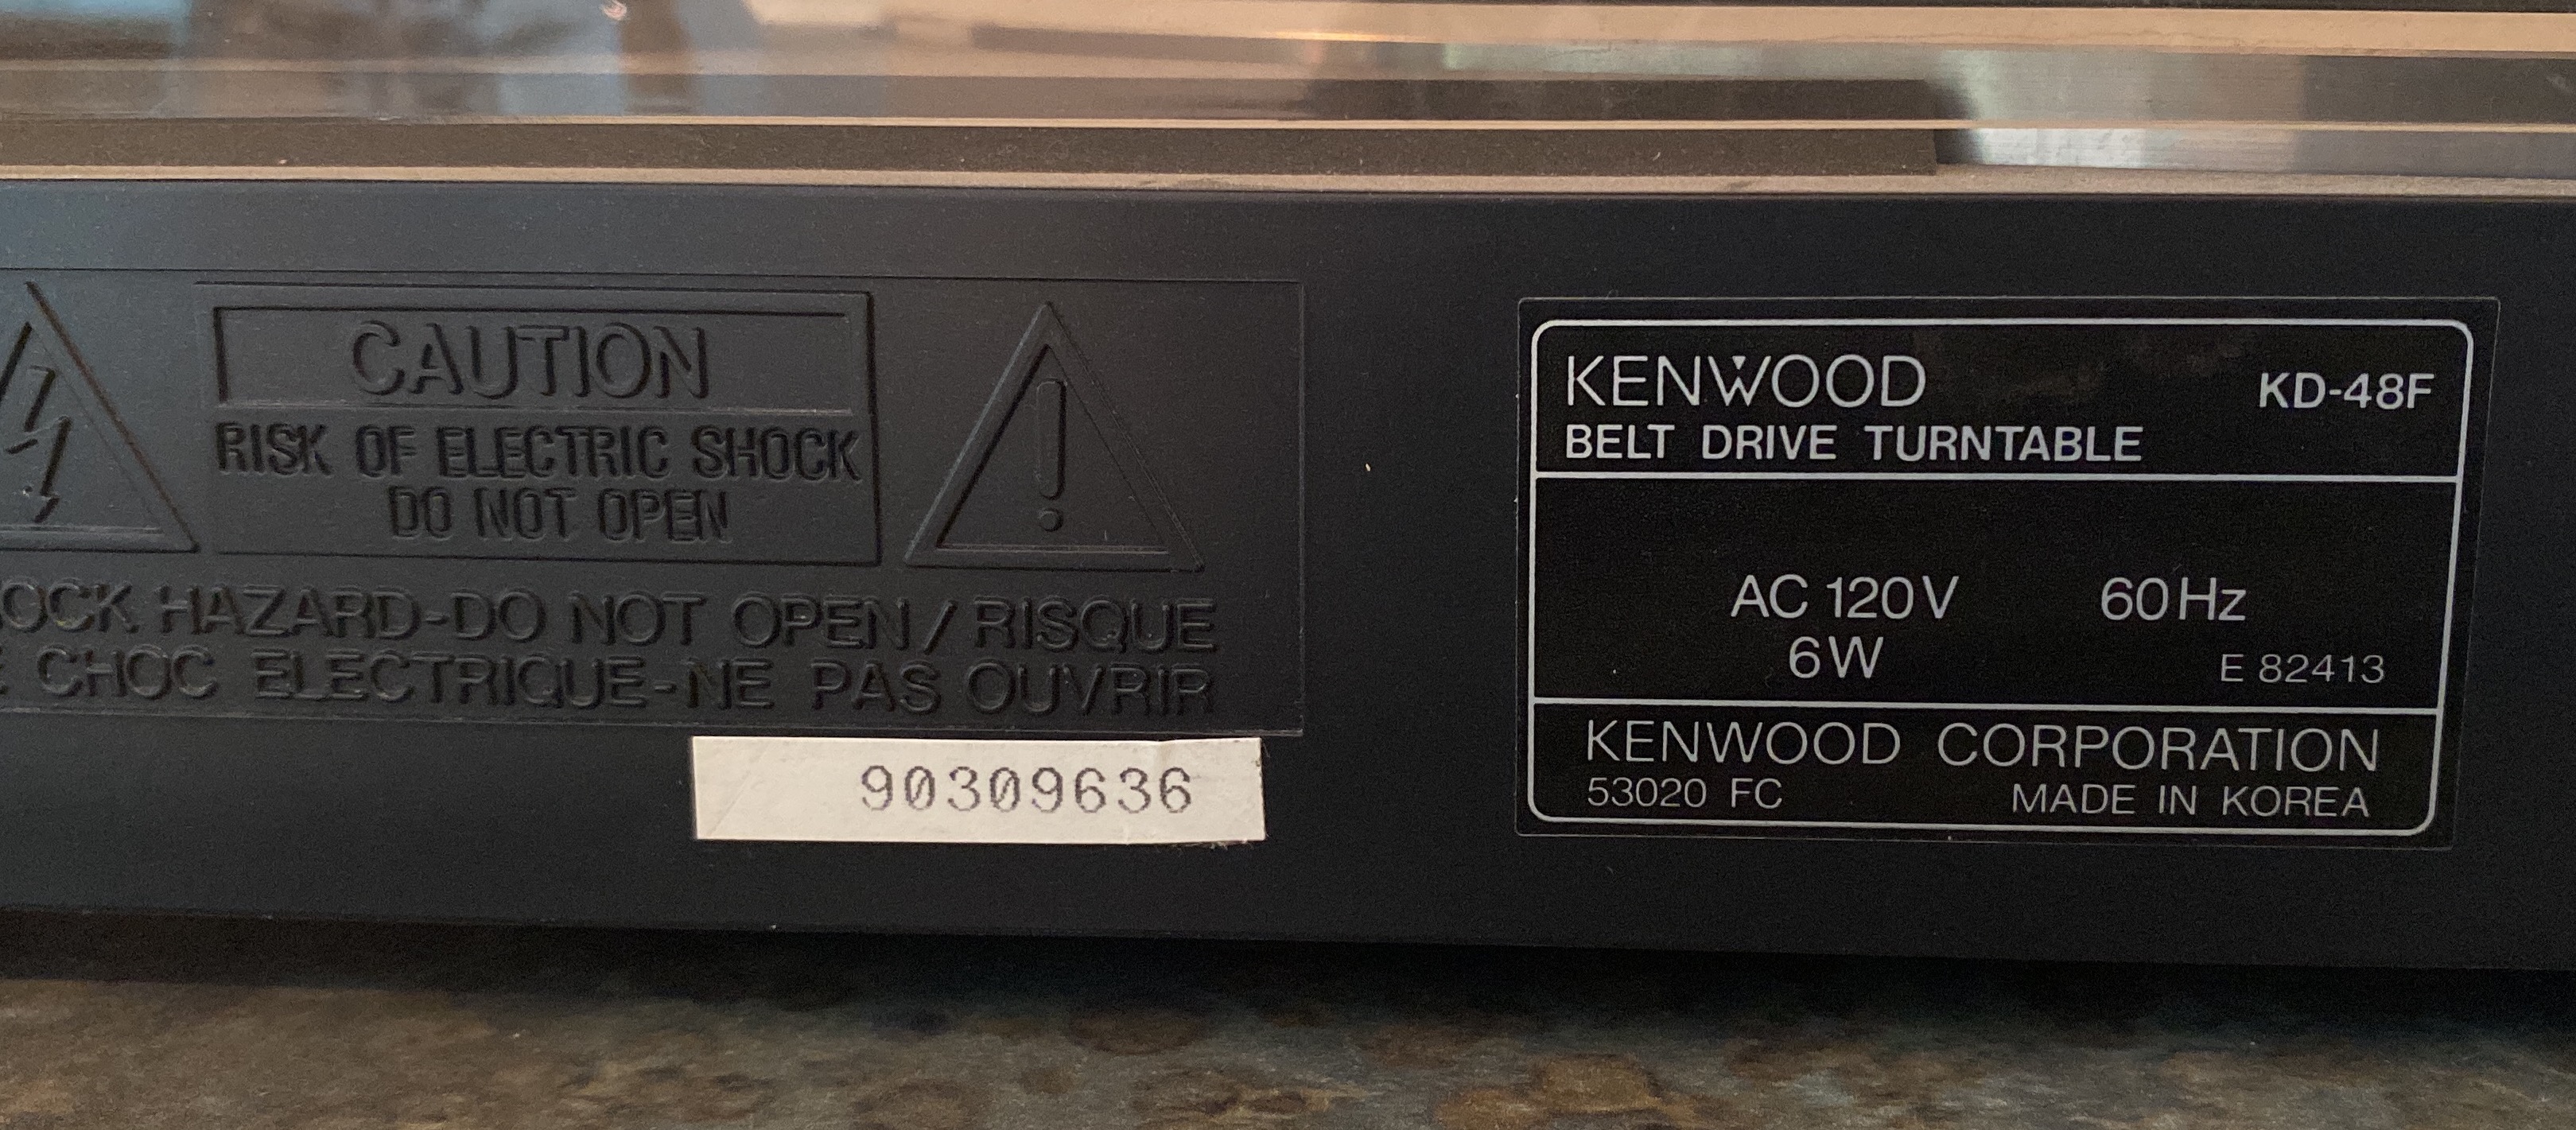 CAUTION
RISK OF ELECTRIC SHOCK
DO NOT OPEN
HAZARD-DO NOT OPEN/RISQUE
CHOC ELECTRIQUE-NE PAS OUVRIR
90309636
KENWOOD KD-48F
BELT DRIVE TURNTABLE
AC 120V 60Hz
6W E 82413
KENWOOD CORPORATION
53020 FC MADE IN KOREA